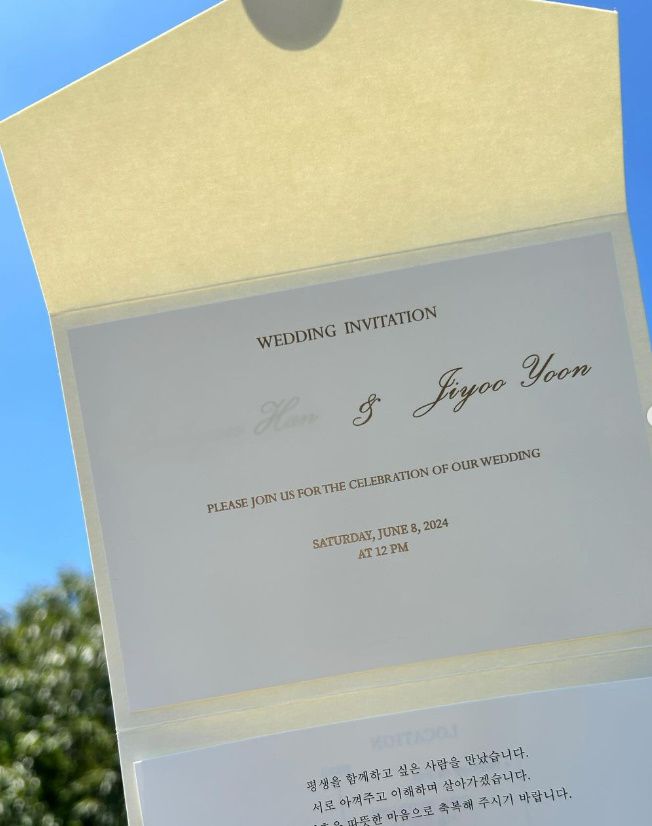 WEDDING INVITATION
Han & Jiyoo Yoon
PLEASE JOIN US FOR THE CELEBRATION OF OUR WEDDING
SATURDAY, JUNE 8, 2024
AT 12 PM
LOCATION
평생을 함께하고 싶은 사람을 만났습니다.
서로 아껴주고 이해하며 살아가겠습니다.
따뜻한 마음으로 축복해 주시기 바랍니다.